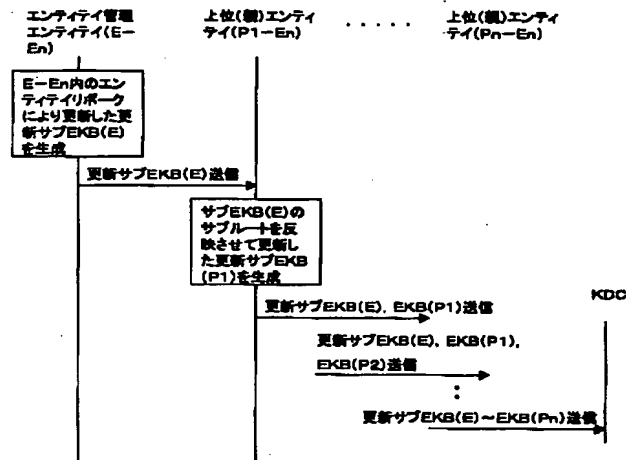 エンティテイ管理
エンティテイ(E－
En)
上位(親)エンティ
テイ(P1－En)
・・・・・
上位(親)エンティ
テイ(Pn－En)
E－En内のエン
ティテイリボーク
により更新した更
新サブEKB(E)
を生成
更新サブEKB(E)送信
サブEKB(E)の
サブルートを反
映させて更新し
た更新サブEKB
(P1)を生成
KDC
更新サブEKB(E)，EKB(P1)送信
更新サブEKB(E)，EKB(P1)，
EKB(P2)送信
更新サブEKB(E)～EKB(Pn)送信